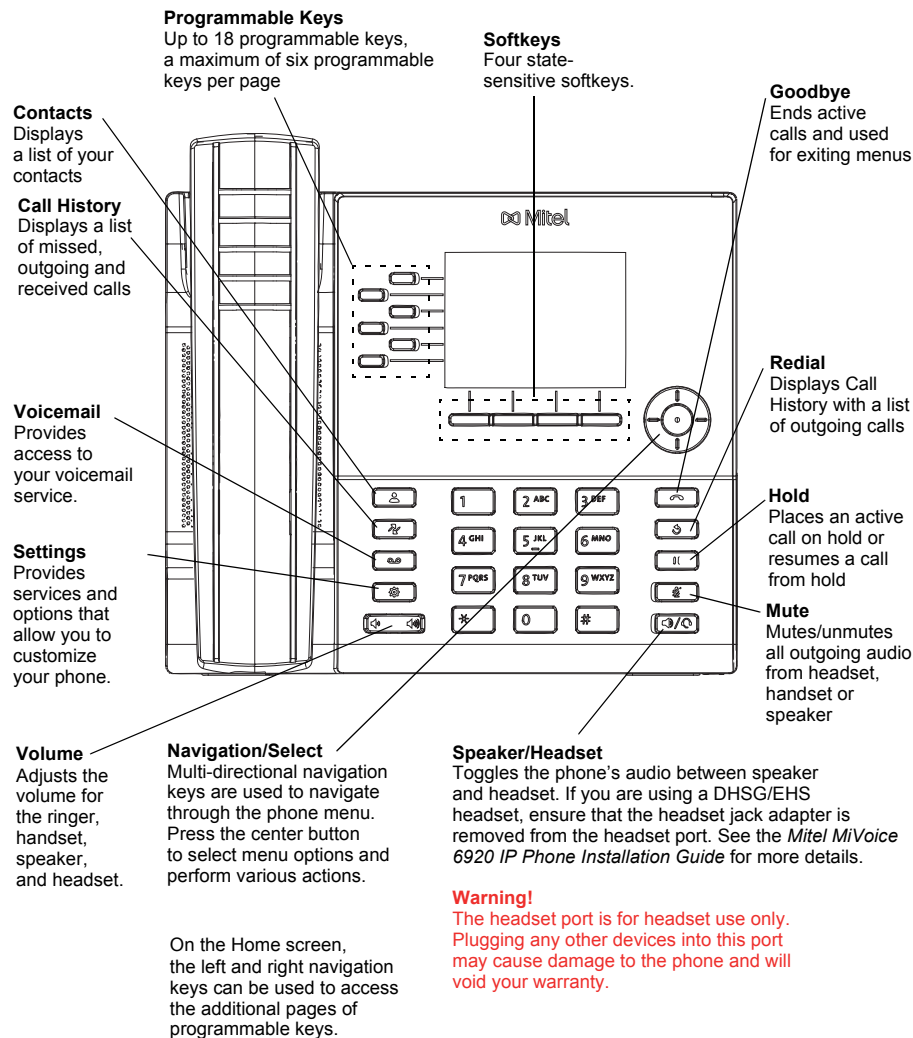 Programmable Keys
Up to 18 programmable keys,
a maximum of six programmable
keys per page
Softkeys
Four state-
sensitive softkeys.
Goodbye
Ends active
calls and used
for exiting menus
Contacts
Displays
a list of your
contacts
Call History
Displays a list
of missed,
outgoing and
received calls
Mitel
Redial
Displays Call
History with a list
of outgoing calls
Voicemail
Provides
access to
your voicemail
service.
Hold
Places an active
call on hold or
resumes a call
from hold
Settings
Provides
services and
options that
allow you to
customize
your phone.
1 2 ABC 3 DEF
4 GHI 5 JKL 6 MNO
7 PQRS 8 TUV 9 WXYZ
* 0 #
Mute
Mutes/unmutes
all outgoing audio
from headset,
handset or
speaker
Volume
Adjusts the
volume for
the ringer,
handset,
speaker,
and headset.
Navigation/Select
Multi-directional navigation
keys are used to navigate
through the phone menu.
Press the center button
to select menu options and
perform various actions.
On the Home screen,
the left and right navigation
keys can be used to access
the additional pages of
programmable keys.
Speaker/Headset
Toggles the phone’s audio between speaker
and headset. If you are using a DHSG/EHS
headset, ensure that the headset jack adapter is
removed from the headset port. See the Mitel MiVoice
6920 IP Phone Installation Guide for more details.
Warning!
The headset port is for headset use only.
Plugging any other devices into this port
may cause damage to the phone and will
void your warranty.